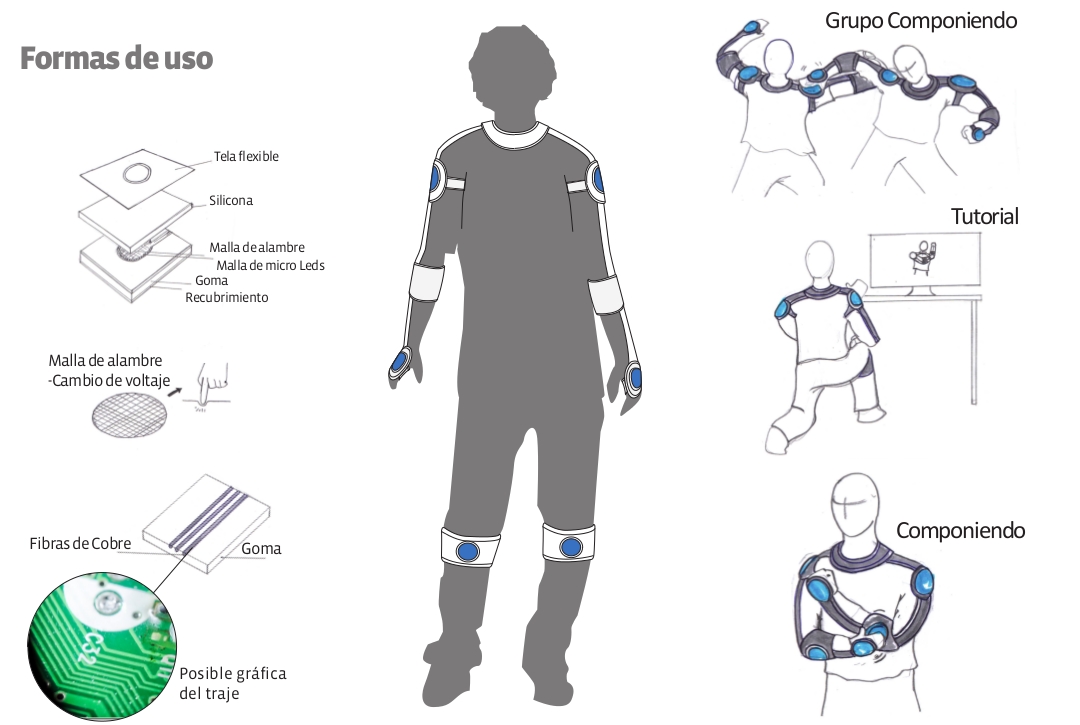 Formas de uso
Tela flexible
Silicona
Malla de alambre
Malla de micro Leds
Goma
Recubrimiento
Malla de alambre
-Cambio de voltaje
Fibras de Cobre
Goma
C32
Posible gráfica
del traje
Grupo Componiendo
Tutorial
Componiendo